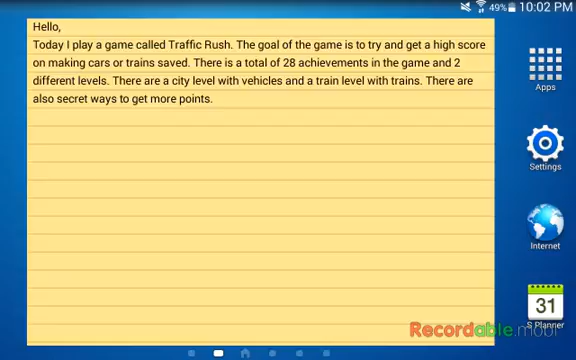 49% 10:02 PM
Hello,
Today I play a game called Traffic Rush. The goal of the game is to try and get a high score
on making cars or trains saved. There is a total of 28 achievements in the game and 2
different levels. There are a city level with vehicles and a train level with trains. There are
also secret ways to get more points.
Apps
Settings
Internet
31
S Planner
Recordable.mobi